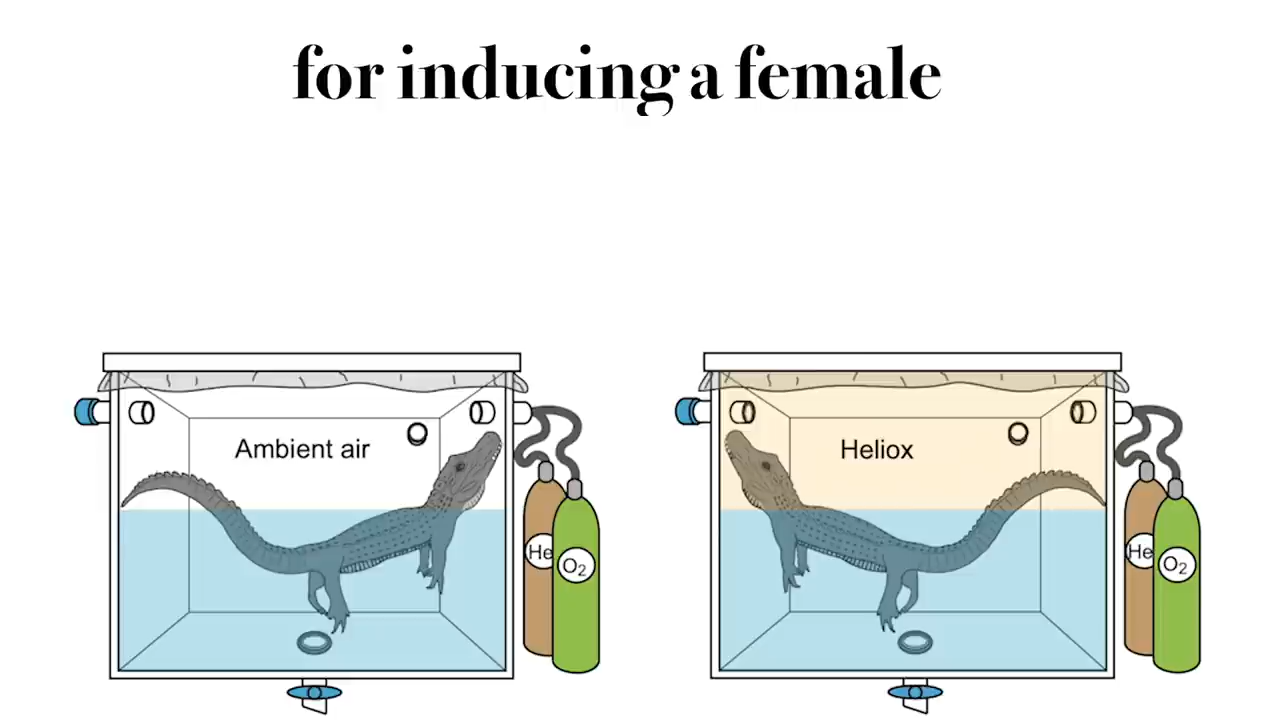 for inducing a female
Ambient air
He
O₂
Heliox
He
O₂